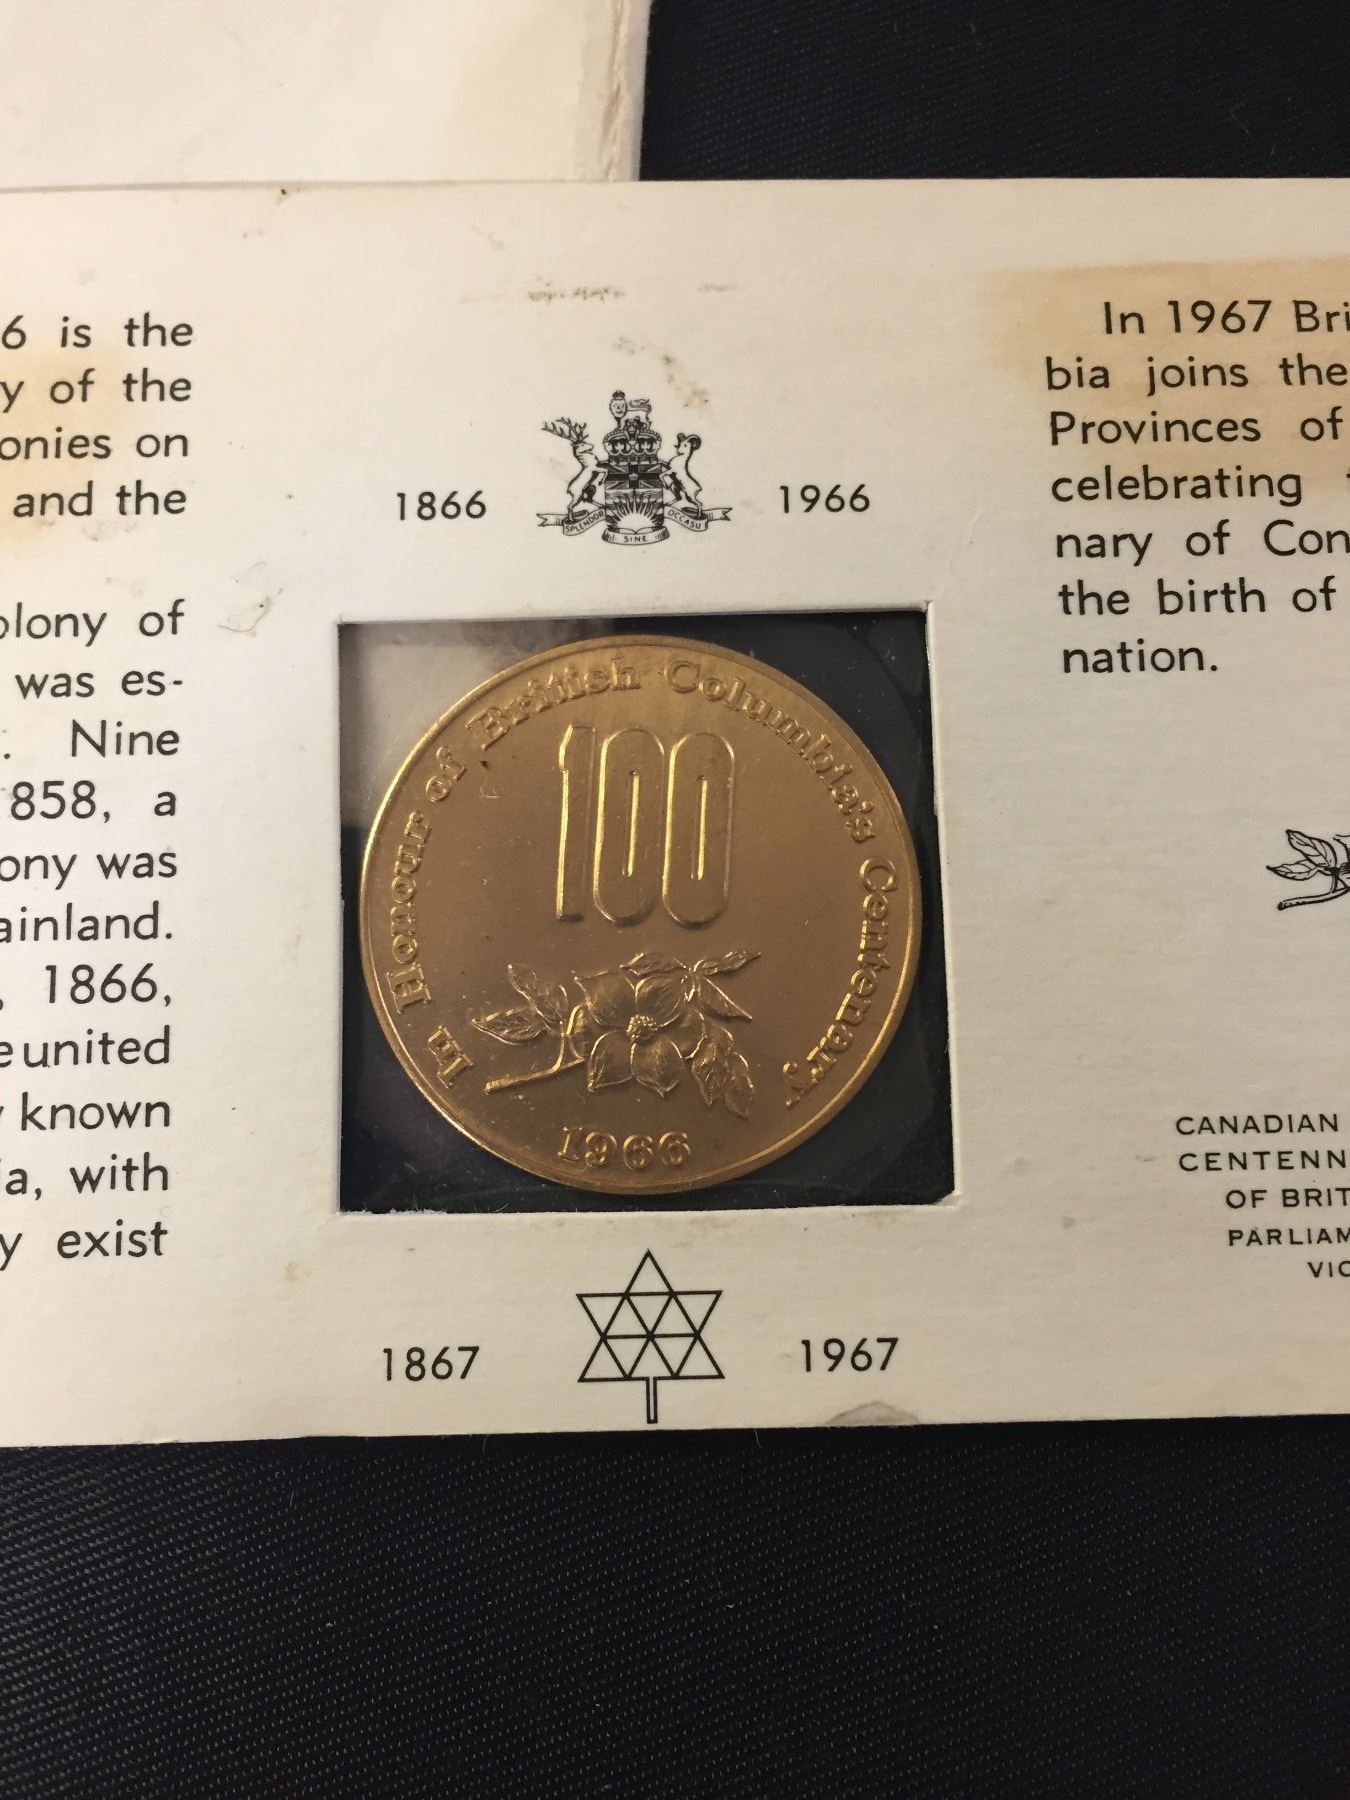 6 is the
y of the
onies on
and the
olony of
was es-
. Nine
858, a
ony was
ainland.
, 1866,
e united
y known
ia, with
y exist
1866
1966
SPLENDOR SINE OCCASU
In Honour of British Columbia's Centenary
100
1966
1867
1967
In 1967 Bri
bia joins the
Provinces of
celebrating
nary of Con
the birth of
nation.
CANADIAN
CENTENN
OF BRIT
PARLIAM
VIC